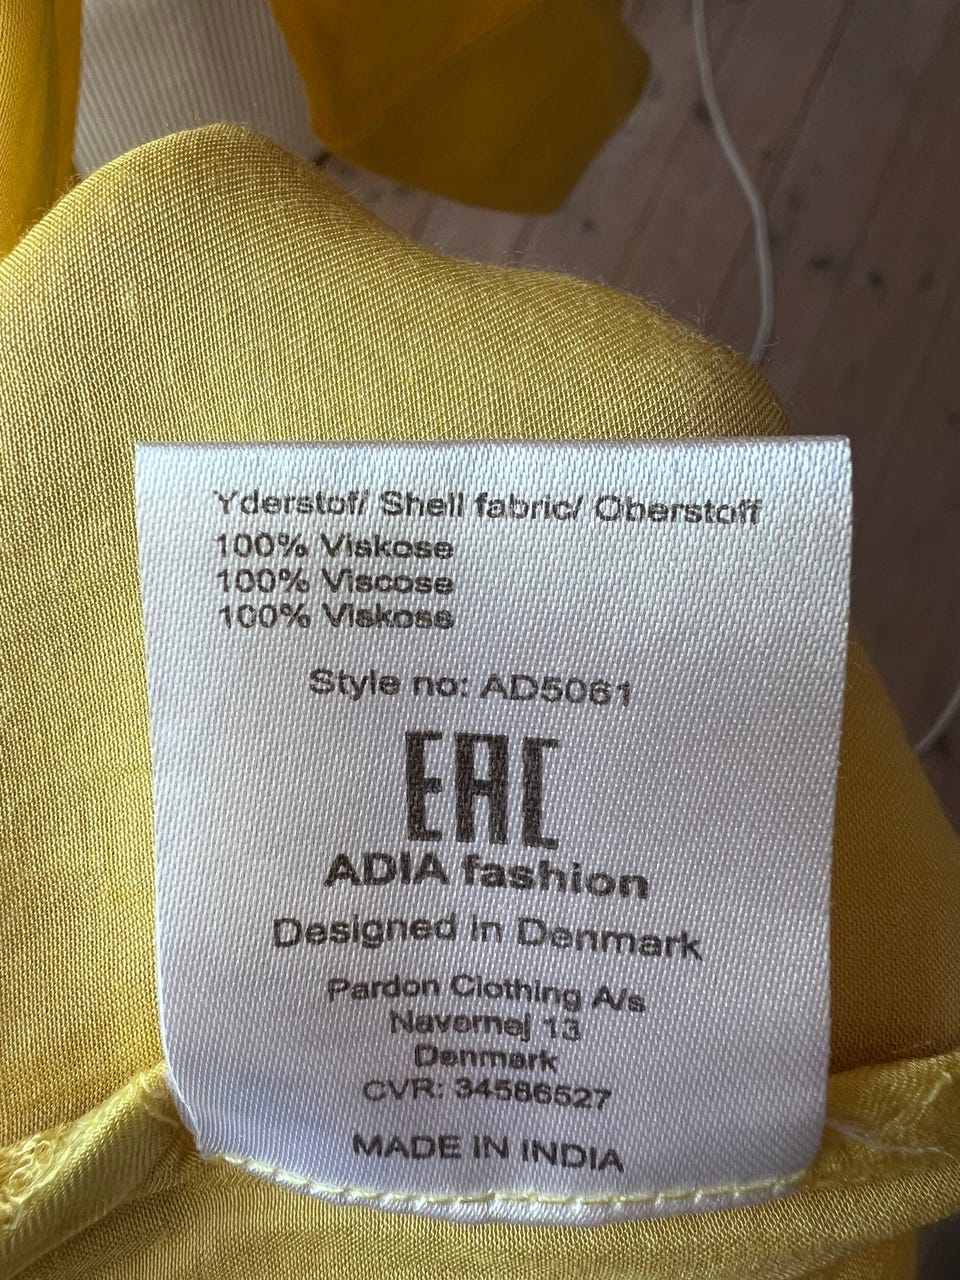 Yderstof/ Shell fabric/ Oberstoff
100% Viskose
100% Viscose
100% Viskose
Style no: AD5061
EAC
ADIA fashion
Designed in Denmark
Pardon Clothing A/s
Navernej 13
Denmark
CVR: 34586527
MADE IN INDIA